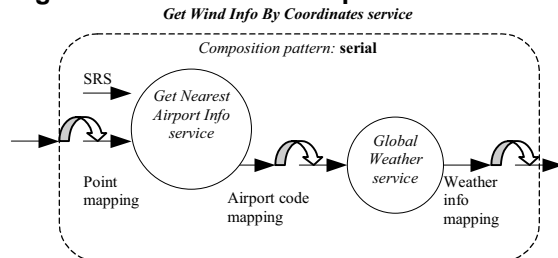 Get Wind Info By Coordinates service
Composition pattern: serial
SRS
Get Nearest
Airport Info
service
Global
Weather
service
Point
mapping
Airport code
mapping
Weather
info
mapping